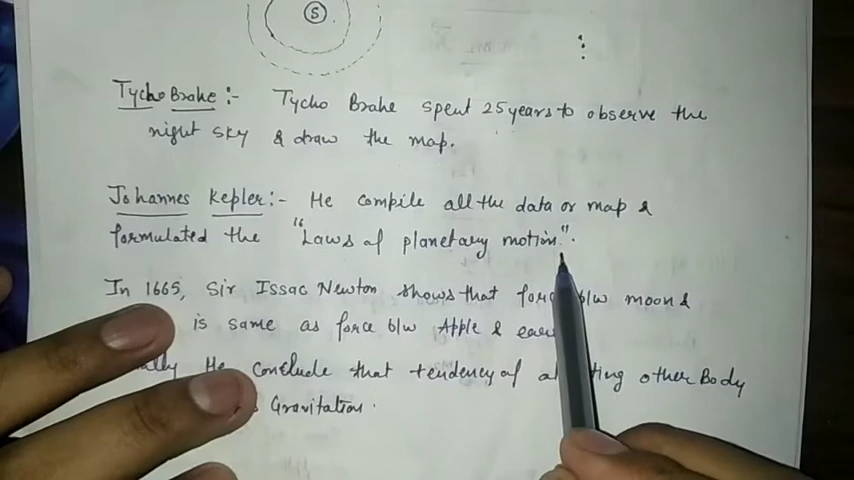 S
Tycho Brahe :- Tycho Brahe spent 25 years to observe the
night sky & draw the map.
Johannes Kepler:- He compile all the data or map &
formulated the "Laws of planetary motion".
In 1665, Sir Issac Newton shows that b/w moon &
is same as force b/w Apple &
He conclude that tendency of other Body
Gravitation.